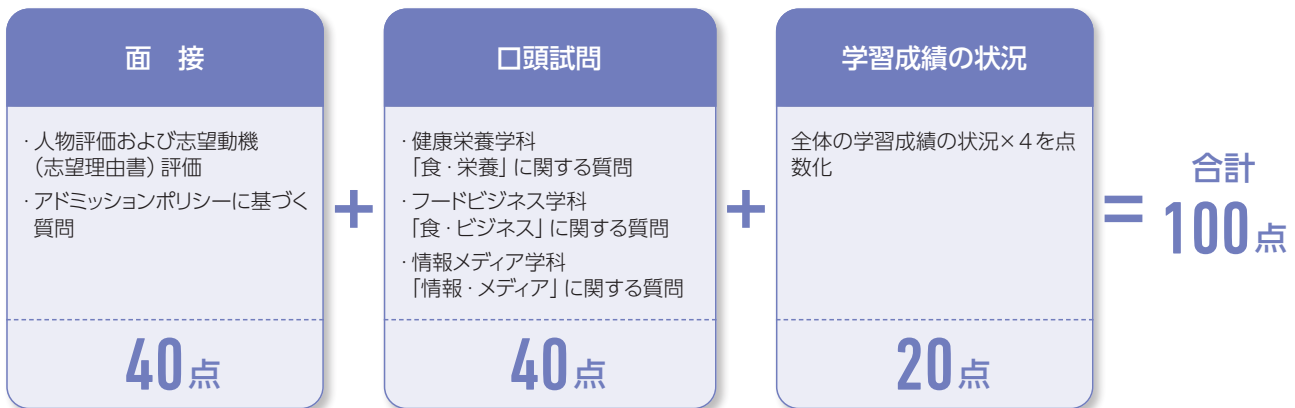 面　接
・人物評価および志望動機
（志望理由書）評価
・アドミッションポリシーに基づく
質問
40点
+
口頭試問
・健康栄養学科
「食・栄養」に関する質問
・フードビジネス学科
「食・ビジネス」に関する質問
・情報メディア学科
「情報・メディア」に関する質問
40点
+
学習成績の状況
全体の学習成績の状況×4を点
数化
20点
=
合計
100点